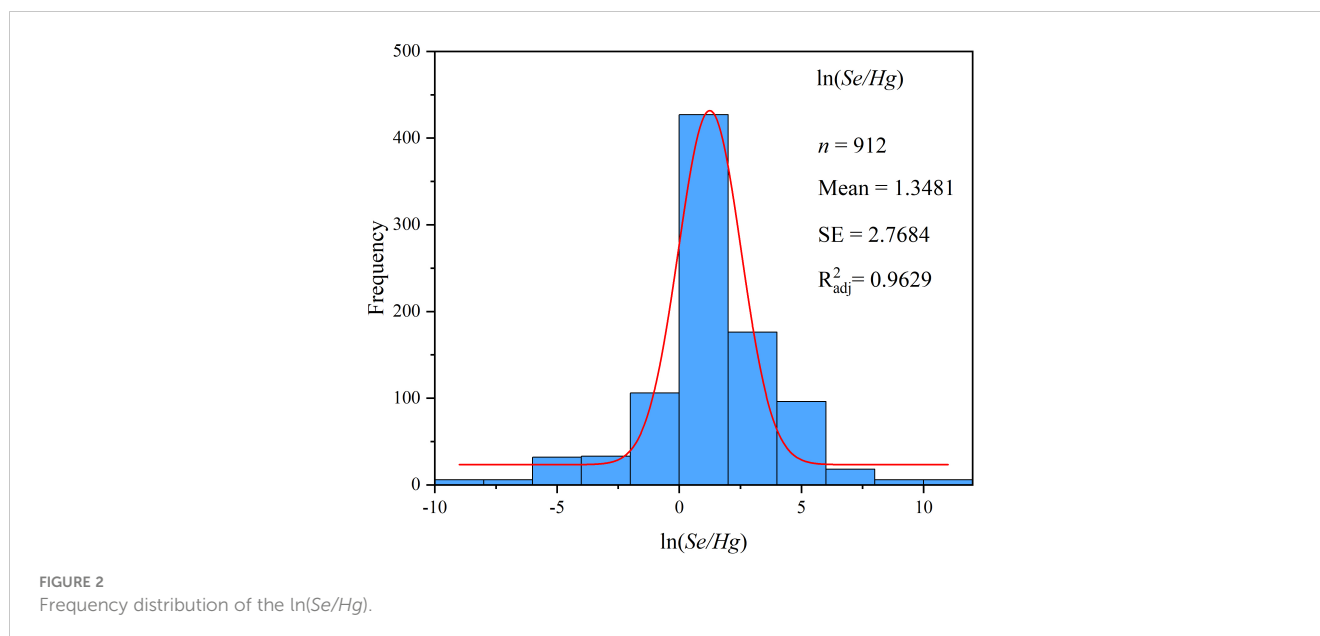 500
400
300
200
100
0
Frequency
-10
-5
0
5
10
ln(Se/Hg)
ln(Se/Hg)
n = 912
Mean = 1.3481
SE = 2.7684
R²adj= 0.9629
FIGURE 2
Frequency distribution of the ln(Se/Hg).